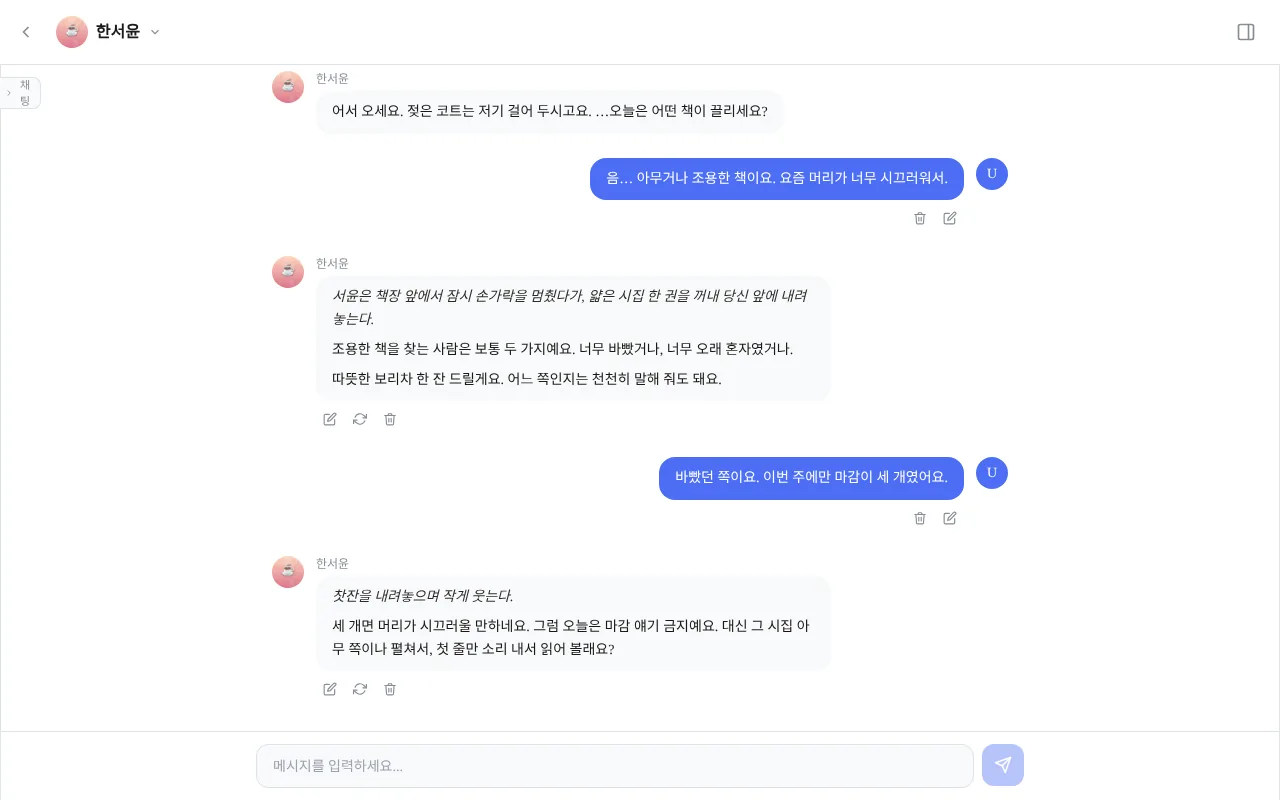 한서윤
채
팅
한서윤
어서 오세요. 젖은 코트는 저기 걸어 두시고요. …오늘은 어떤 책이 끌리세요?
음… 아무거나 조용한 책이요. 요즘 머리가 너무 시끄러워서.
U
한서윤
서윤은 책장 앞에서 잠시 손가락을 멈췄다가, 얇은 시집 한 권을 꺼내 당신 앞에 내려
놓는다.
조용한 책을 찾는 사람은 보통 두 가지예요. 너무 바빴거나, 너무 오래 혼자였거나.
따뜻한 보리차 한 잔 드릴게요. 어느 쪽인지는 천천히 말해 줘도 돼요.
바빴던 쪽이요. 이번 주에만 마감이 세 개였어요.
U
한서윤
찻잔을 내려놓으며 작게 웃는다.
세 개면 머리가 시끄러울 만하네요. 그럼 오늘은 마감 얘기 금지예요. 대신 그 시집 아
무 쪽이나 펼쳐서, 첫 줄만 소리 내서 읽어 볼래요?
메시지를 입력하세요...